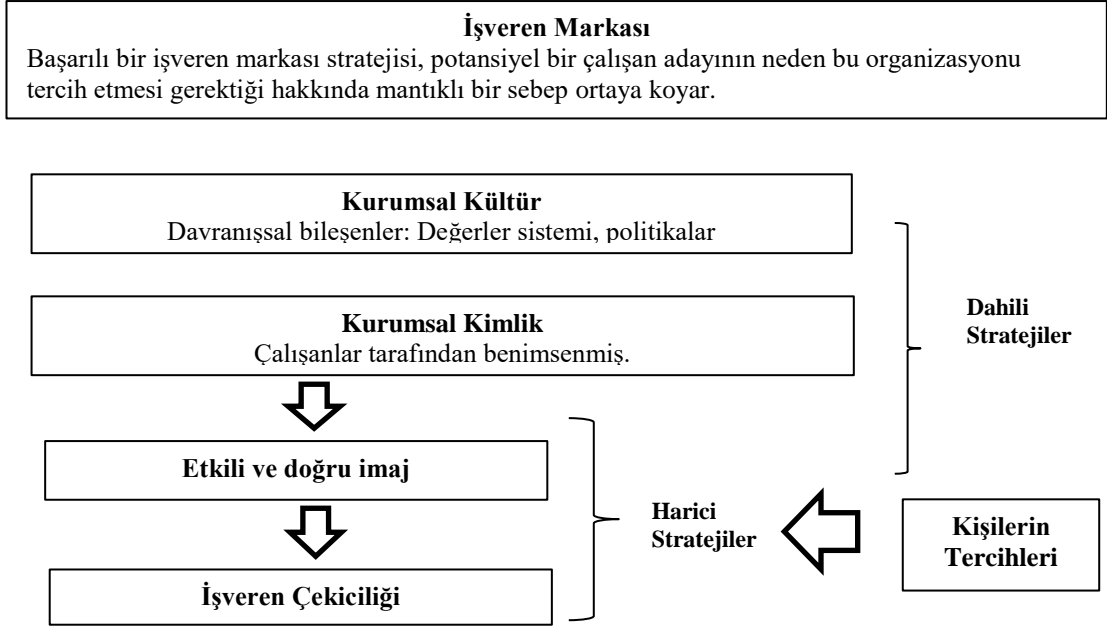 İşveren Markası
Başarılı bir işveren markası stratejisi, potansiyel bir çalışan adayının neden bu organizasyonu
tercih etmesi gerektiği hakkında mantıklı bir sebep ortaya koyar.
Kurumsal Kültür
Davranışsal bileşenler: Değerler sistemi, politikalar
Kurumsal Kimlik
Çalışanlar tarafından benimsenmiş.
Dahili
Stratejiler
Etkili ve doğru imaj
Harici
Stratejiler
Kişilerin
Tercihleri
İşveren Çekiciliği